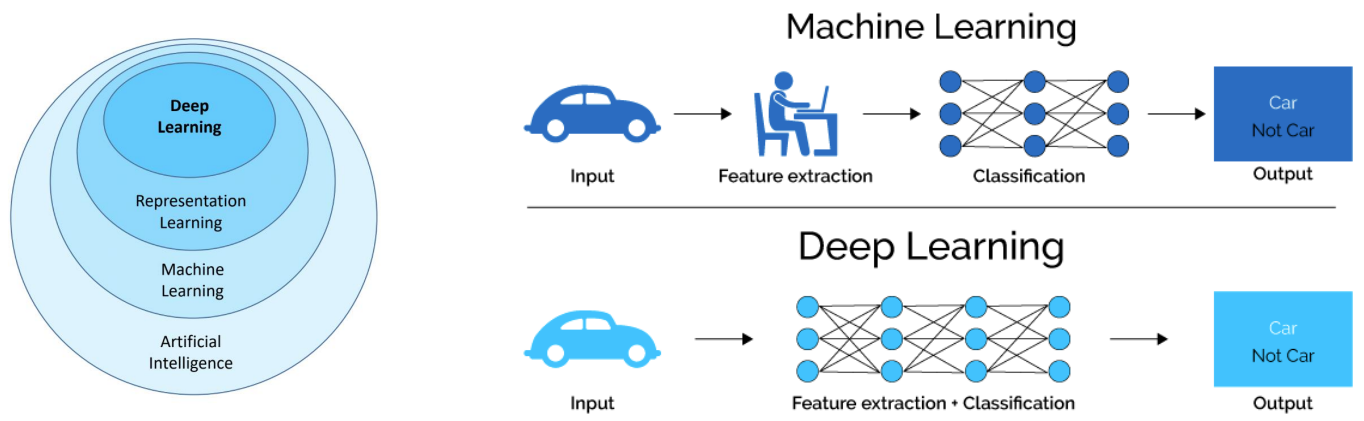 Deep
Learning
Representation
Learning
Machine
Learning
Artificial
Intelligence
Machine Learning
Input
Feature extraction
Classification
Car
Not Car
Output
Deep Learning
Input
Feature extraction + Classification
Car
Not Car
Output